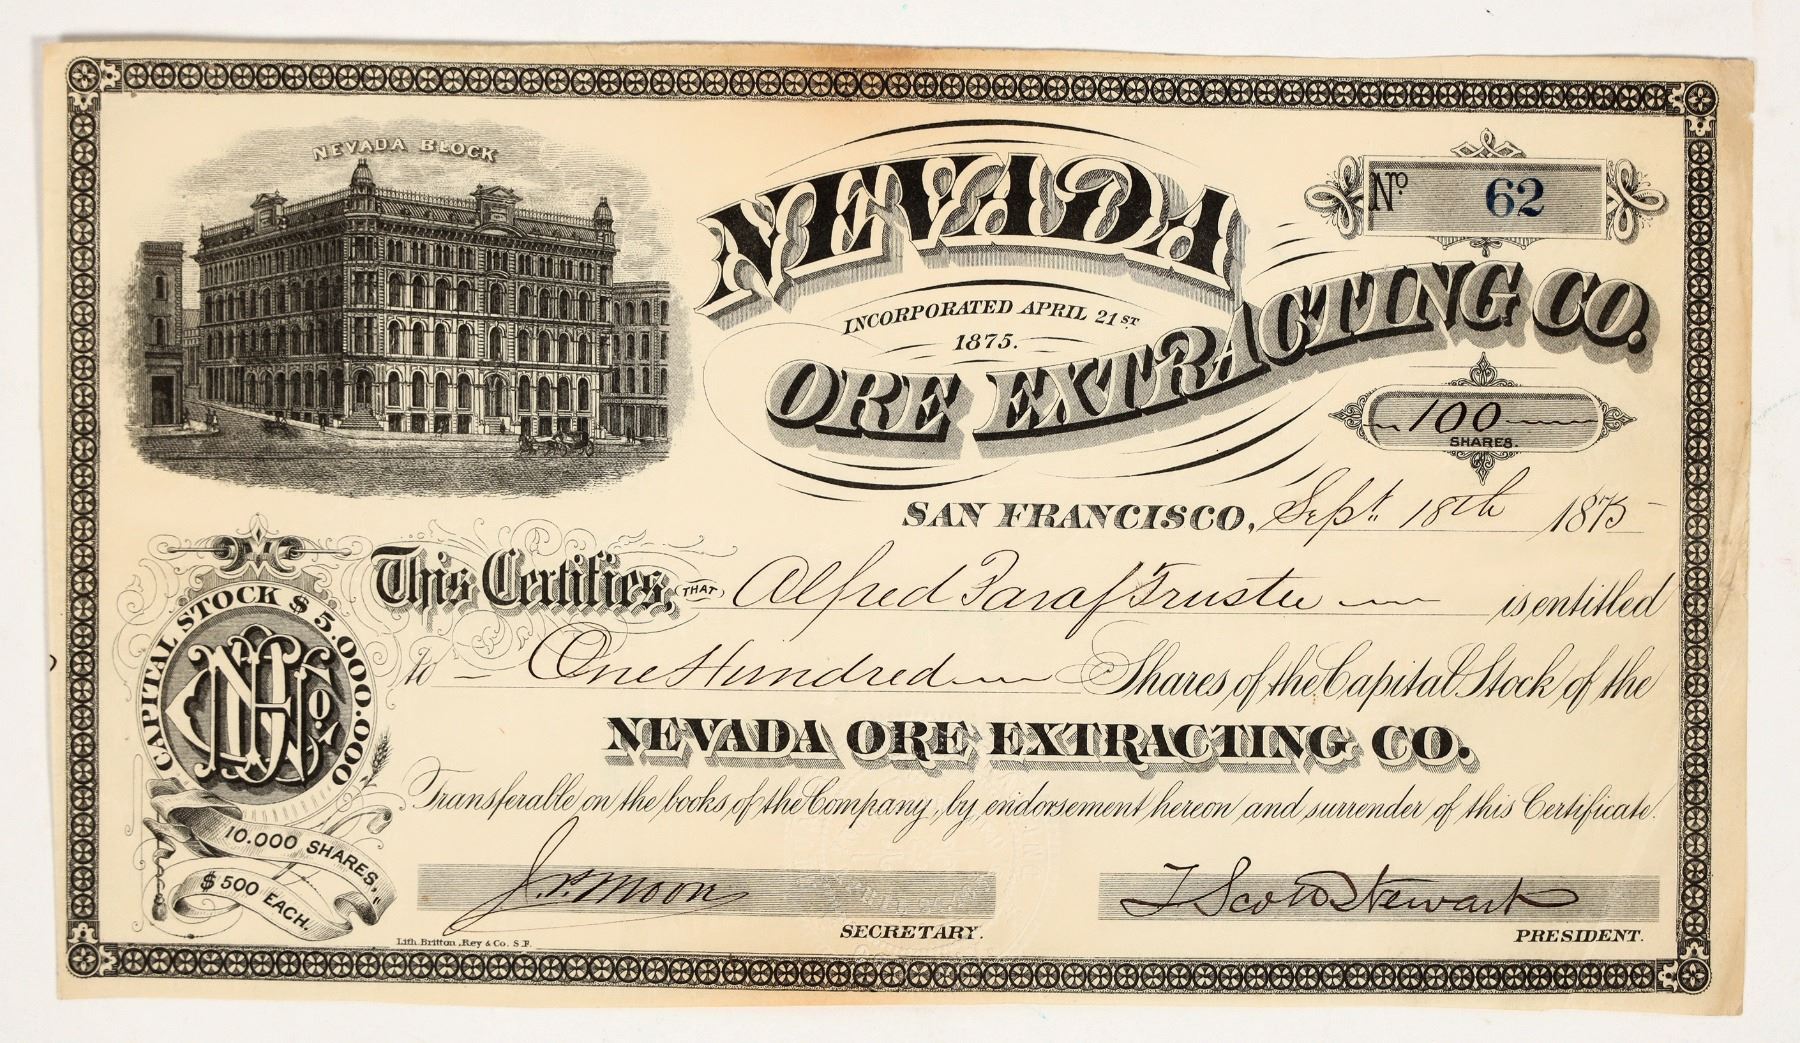 NEVADA BLOCK
NEVADA
No. 62
INCORPORATED APRIL 21ST
1875.
ORE EXTRACTING CO.
100
SHARES.
SAN FRANCISCO, Sept. 18th 1875
This Certifies, THAT Alfred Paraf Trustee is entitled
to One Hundred Shares of the Capital Stock of the
NEVADA ORE EXTRACTING CO.
Transferable on the books of the Company, by endorsement hereon and surrender of this Certificate.
CAPITAL STOCK $5.000.000
10.000 SHARES,
$500 EACH.
Moon
SECRETARY.
T Scott Stewart
PRESIDENT.
Lith. Britton, Rey & Co. S.F.